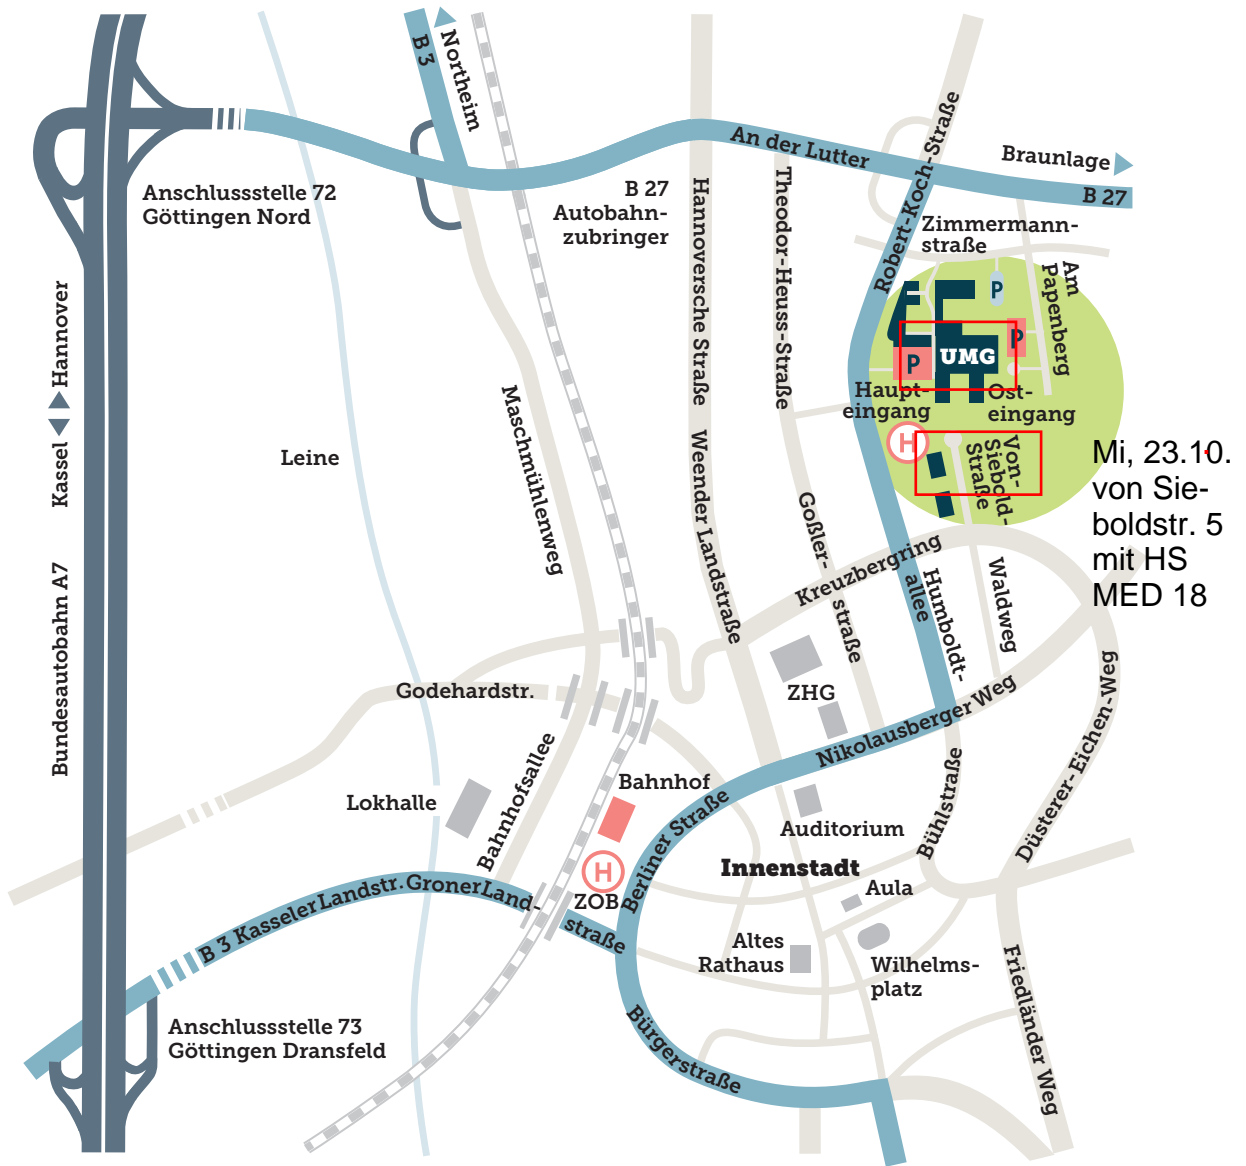 B 3
Northeim
An der Lutter
Braunlage
B 27
Anschlussstelle 72
Göttingen Nord
B 27
Autobahn-
zubringer
Hannoversche Straße
Theodor-Heuss-Straße
Robert-Koch-Straße
Zimmermann-
straße
Am
Papenberg
P
P
P
UMG
Haupt-
eingang
Ost-
eingang
H
Von-
Siebold-
Straße
Mi, 23.10.
von Sie-
boldstr. 5
mit HS
MED 18
Kassel
Hannover
Bundesautobahn A7
Leine
Maschmühlenweg
Weender Landstraße
Goßler-
straße
Kreuzbergring
Humboldt-
allee
Waldweg
ZHG
Godehardstr.
Nikolausberger Weg
Düsterer-Eichen-Weg
Bahnhofsallee
Lokhalle
Bahnhof
H
ZOB
Berliner Straße
Auditorium
Bühlstraße
Innenstadt
Aula
B 3 Kasseler Landstr.
Groner Land-
straße
Altes
Rathaus
Wilhelms-
platz
Friedländer Weg
Anschlussstelle 73
Göttingen Dransfeld
Bürgerstraße